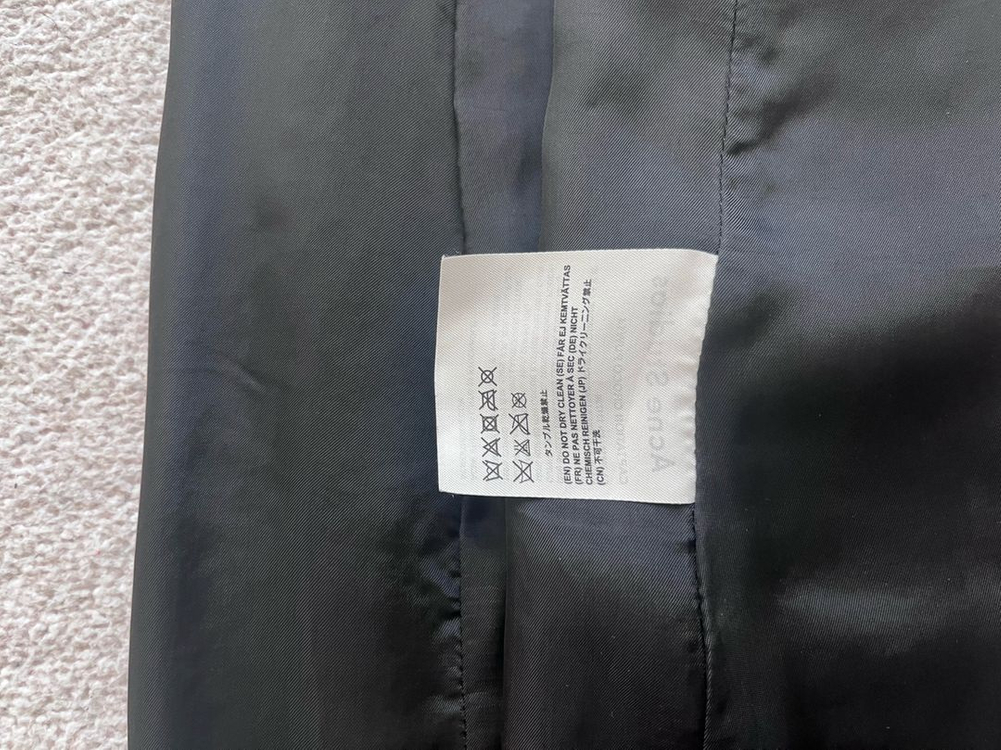 タンブル乾燥禁止
(EN) DO NOT DRY CLEAN (SE) FÅR EJ KEMTVÄTTAS
(FR) NE PAS NETTOYER À SEC (DE) NICHT
CHEMISCH REINIGEN (JP) ドライクリーニング禁止
(CN) 不可干洗
Acne Studios